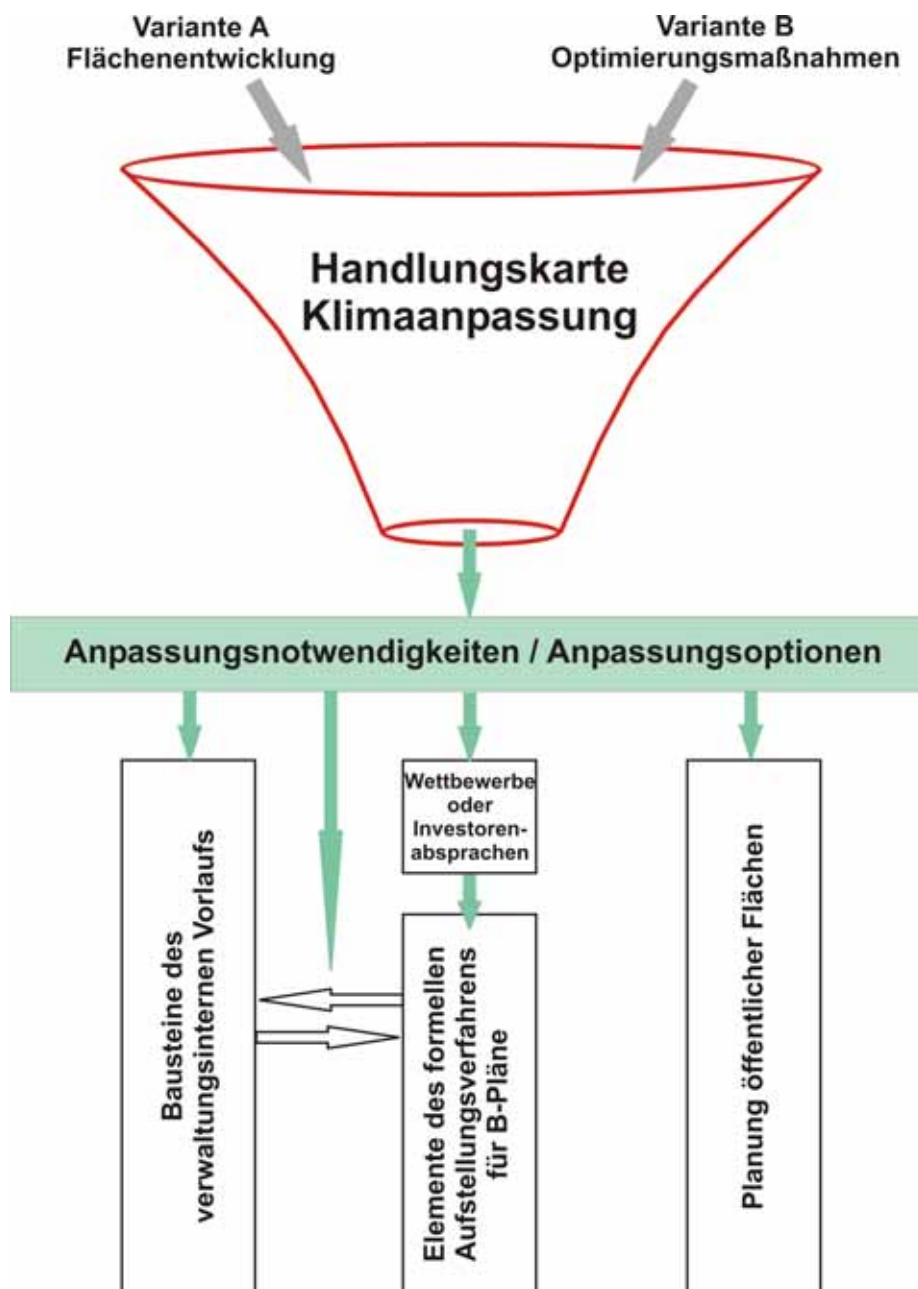 Variante A
Flächenentwicklung
Variante B
Optimierungsmaßnahmen
Handlungskarte
Klimaanpassung
Anpassungsnotwendigkeiten / Anpassungsoptionen
Bausteine des
verwaltungsinternen Vorlaufs
Wettbewerbe
oder
Investoren-
absprachen
Elemente des formellen
Aufstellungsverfahrens
für B-Pläne
Planung öffentlicher Flächen